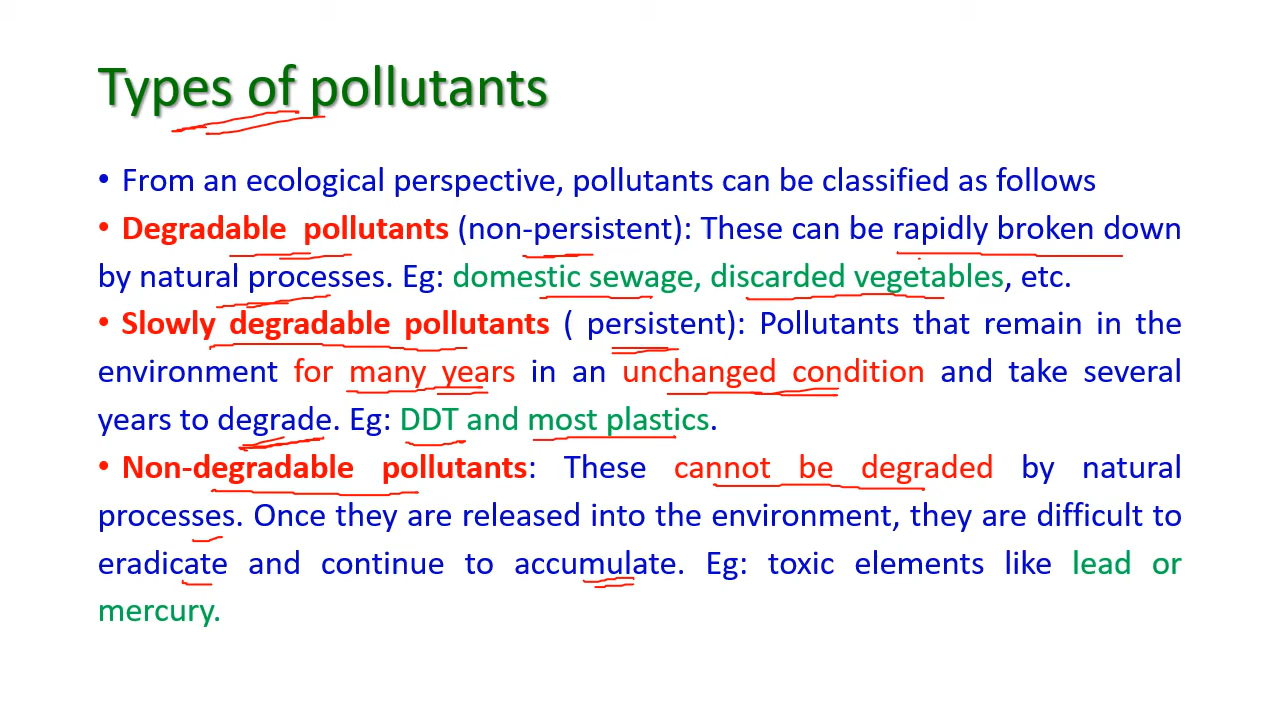 Types of pollutants
• From an ecological perspective, pollutants can be classified as follows
• Degradable pollutants (non-persistent): These can be rapidly broken down
by natural processes. Eg: domestic sewage, discarded vegetables, etc.
• Slowly degradable pollutants ( persistent): Pollutants that remain in the
environment for many years in an unchanged condition and take several
years to degrade. Eg: DDT and most plastics.
• Non-degradable pollutants: These cannot be degraded by natural
processes. Once they are released into the environment, they are difficult to
eradicate and continue to accumulate. Eg: toxic elements like lead or
mercury.